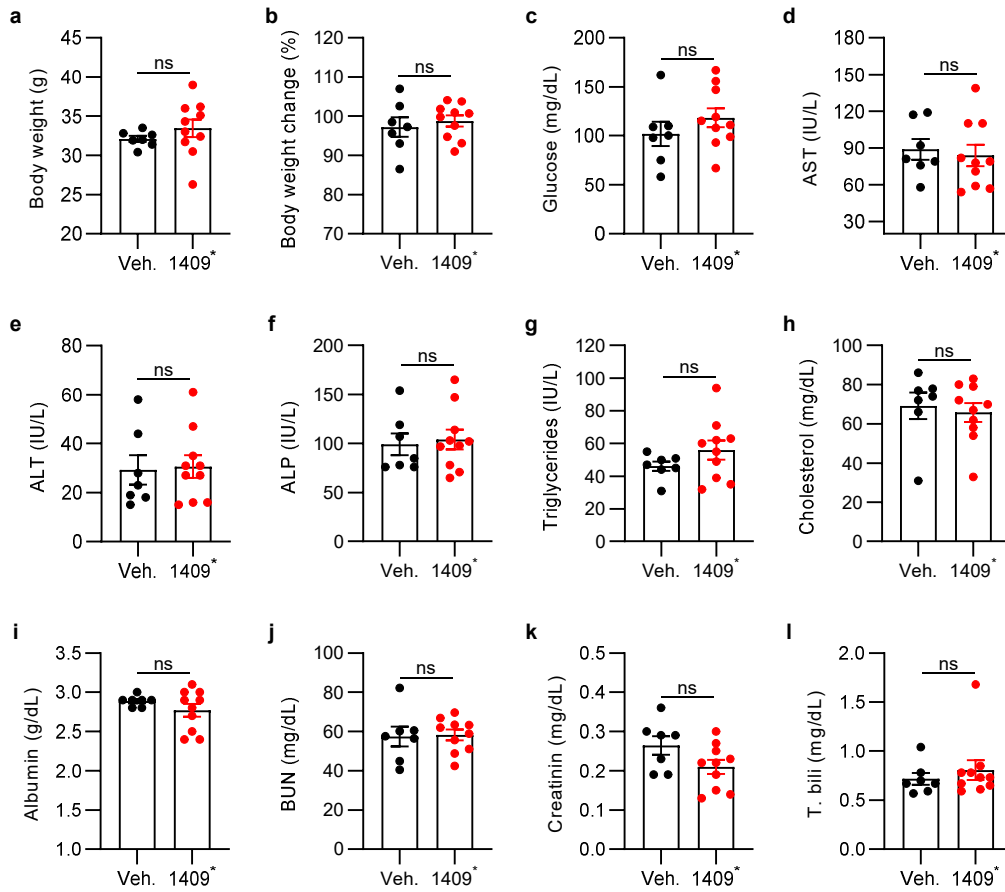 a
Body weight (g)
45
40
35
30
25
20
ns
Veh. 1409*
b
Body weight change (%)
120
110
100
90
80
70
ns
Veh. 1409*
c
Glucose (mg/dL)
200
150
100
50
0
ns
Veh. 1409*
d
AST (IU/L)
180
150
120
90
60
30
ns
Veh. 1409*
e
ALT (IU/L)
80
60
40
20
0
ns
Veh. 1409*
f
ALP (IU/L)
200
150
100
50
0
ns
Veh. 1409*
g
Triglycerides (IU/L)
120
100
80
60
40
20
0
ns
Veh. 1409*
h
Cholesterol (mg/dL)
100
80
60
40
20
0
ns
Veh. 1409*
i
Albumin (g/dL)
3.5
3.0
2.5
2.0
1.5
1.0
ns
Veh. 1409*
j
BUN (mg/dL)
100
80
60
40
20
0
ns
Veh. 1409*
k
Creatinin (mg/dL)
0.5
0.4
0.3
0.2
0.1
0.0
ns
Veh. 1409*
l
T. bili (mg/dL)
2.0
1.5
1.0
0.5
0.0
ns
Veh. 1409*